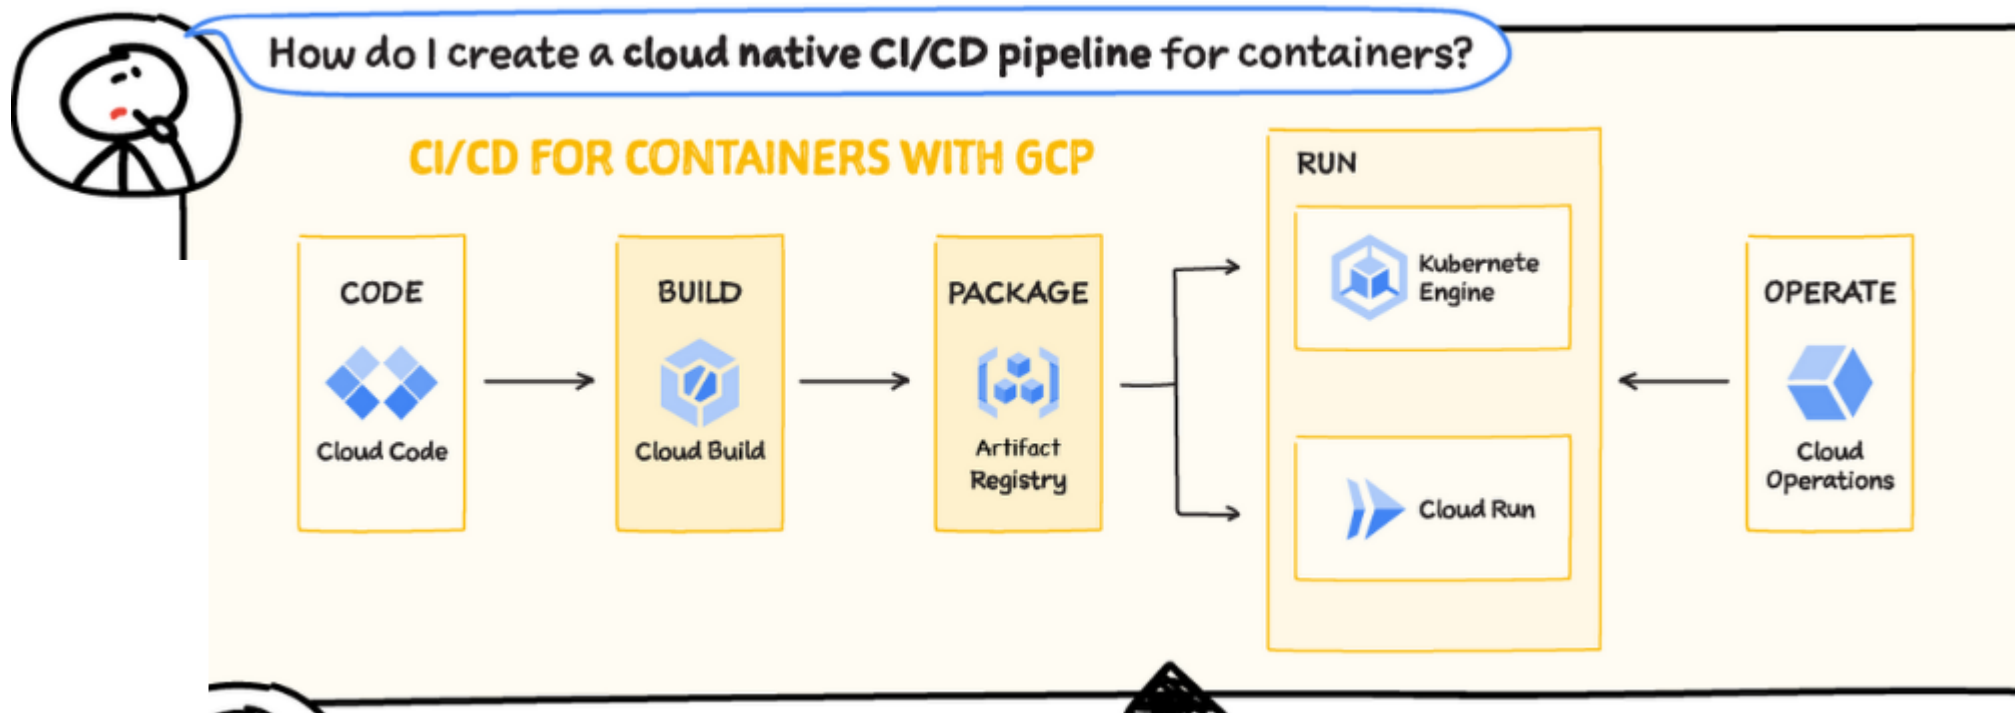 How do I create a cloud native CI/CD pipeline for containers?
CI/CD FOR CONTAINERS WITH GCP
CODE
Cloud Code
BUILD
Cloud Build
PACKAGE
Artifact
Registry
RUN
Kubernete
Engine
Cloud Run
OPERATE
Cloud
Operations